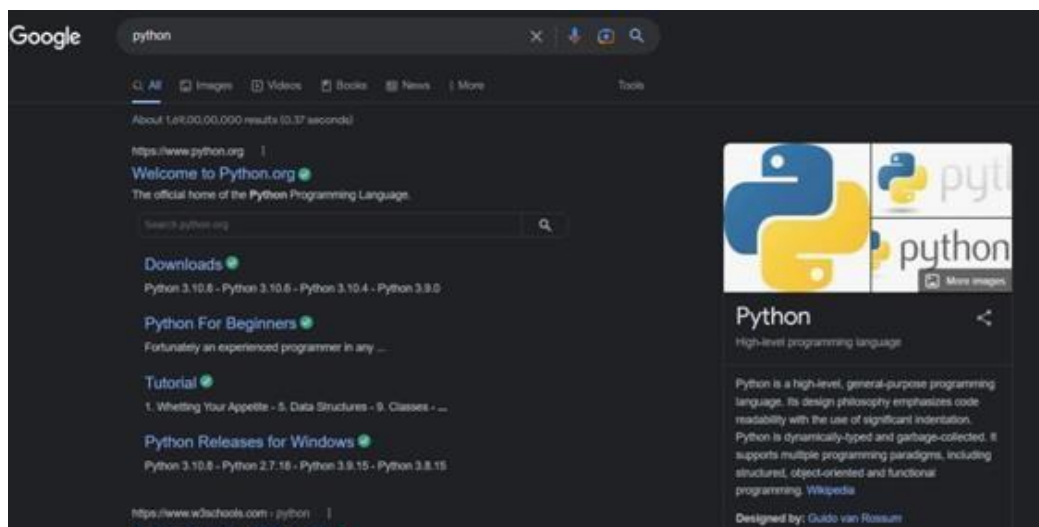 Google
python
All Images Videos Books News More Tools
About 1,69,00,00,000 results (0.37 seconds)
https://www.python.org
Welcome to Python.org
The official home of the Python Programming Language.
Search python.org
Downloads
Python 3.10.8 - Python 3.10.6 - Python 3.10.4 - Python 3.9.0
Python For Beginners
Fortunately an experienced programmer in any ...
Tutorial
1. Whetting Your Appetite - 5. Data Structures - 9. Classes - ...
Python Releases for Windows
Python 3.10.8 - Python 2.7.18 - Python 3.9.15 - Python 3.8.15
https://www.w3schools.com › python
pyt
python
More images
Python
High-level programming language
Python is a high-level, general-purpose programming
language. Its design philosophy emphasizes code
readability with the use of significant indentation.
Python is dynamically-typed and garbage-collected. It
supports multiple programming paradigms, including
structured, object-oriented and functional
programming. Wikipedia
Designed by: Guido van Rossum